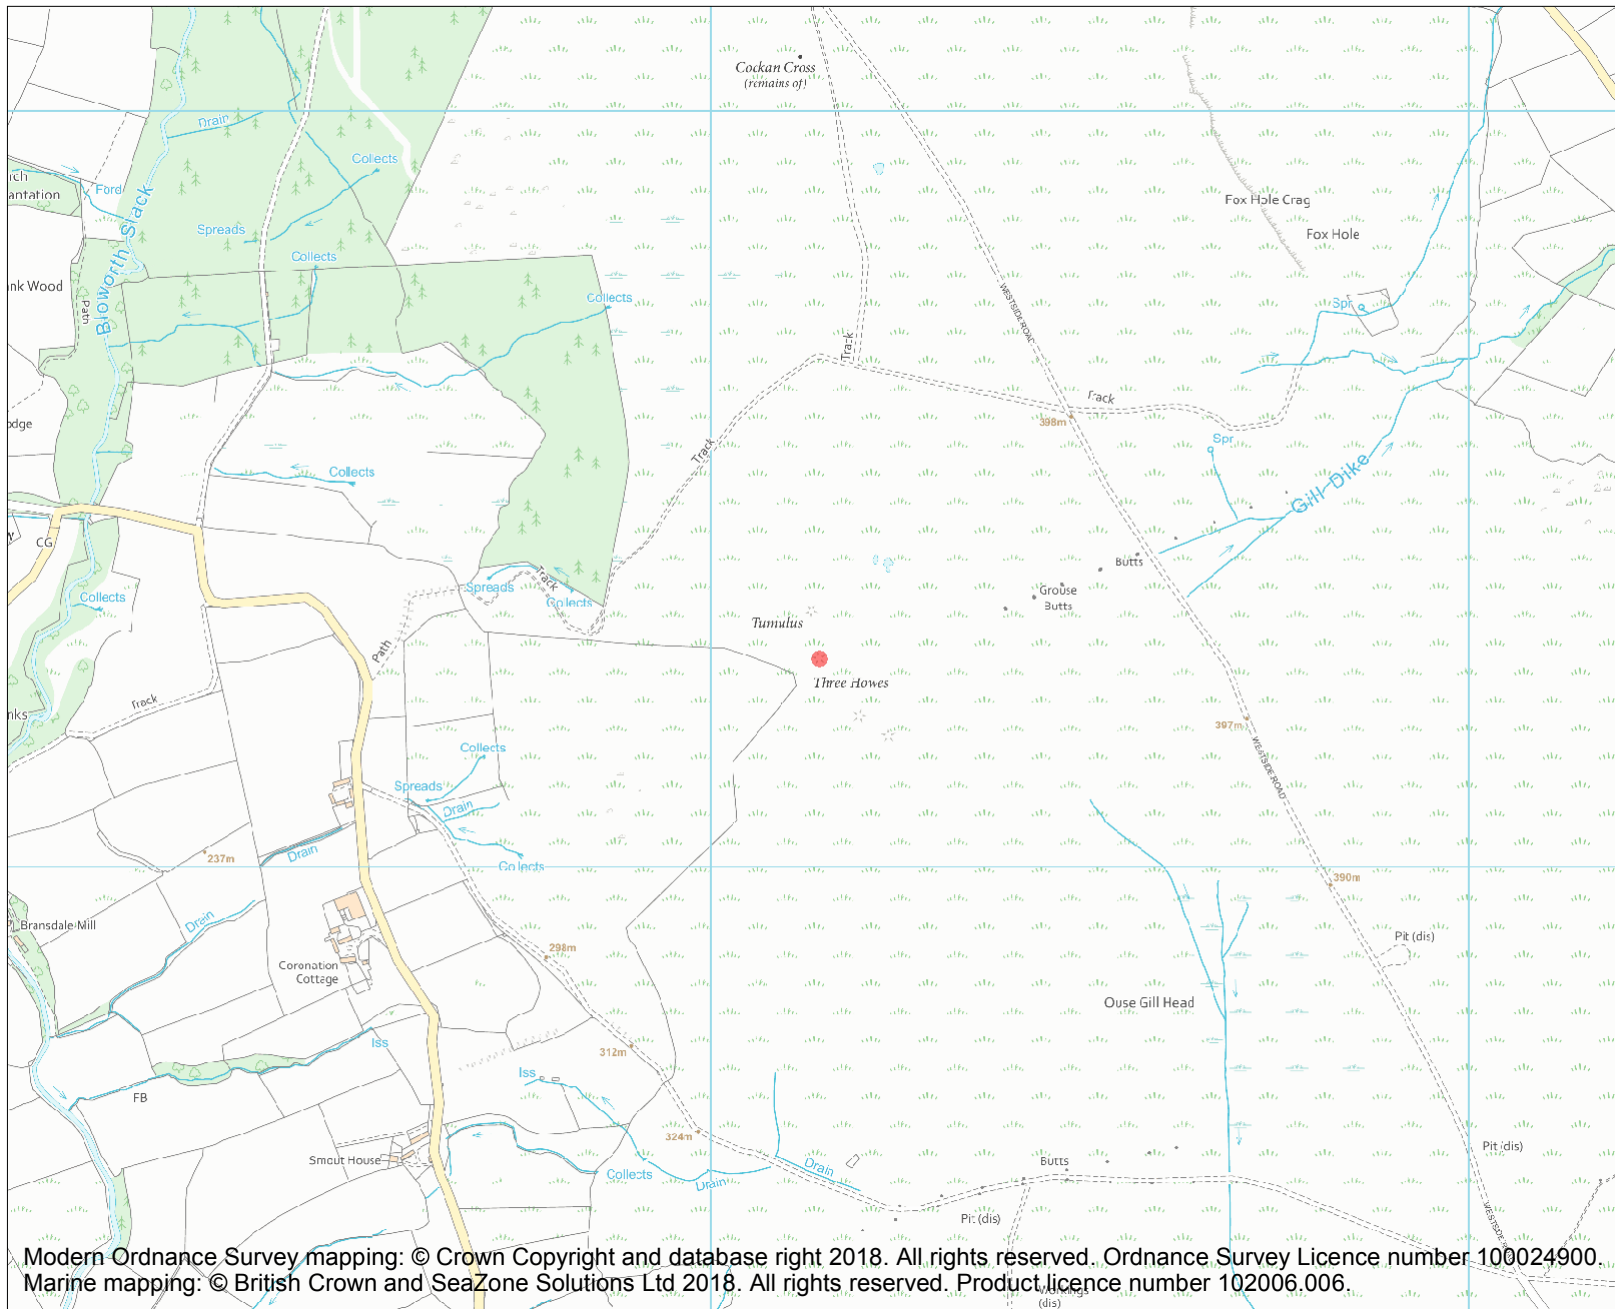 Cockan Cross
(remains of)
Drain
Collects
Ford
antation
Bloworth Slack
Spreads
Fox Hole Crag
Fox Hole
Collects
nk Wood
Path
Collects
Spr
WESTSIDE ROAD
Track
Track
398m
odge
Track
Spr
Collects
Gill Dike
CG
Butts
Track
Spreads
Collects
Collects
Grouse
Butts
Tumulus
Path
Three Howes
Track
nks
397m
WESTSIDE ROAD
Collects
Spreads
Drain
237m
Drain
Collects
390m
Drain
Bransdale Mill
Pit (dis)
298m
Coronation
Cottage
Ouse Gill Head
Iss
312m
Iss
FB
324m
Pit (dis)
Smout House
Butts
Collects
Drain
Drain
Pit (dis)
Modern Ordnance Survey mapping: © Crown Copyright and database right 2018. All rights reserved. Ordnance Survey Licence number 100024900.
Marine mapping: © British Crown and SeaZone Solutions Ltd 2018. All rights reserved. Product licence number 102006.006.
Workings
(dis)